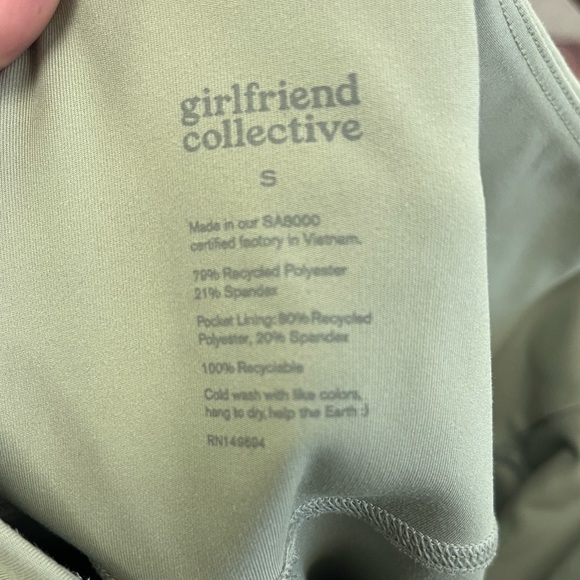 girlfriend
collective
S
Made in our SA8000
certified factory in Vietnam.
79% Recycled Polyester
21% Spandex
Pocket Lining: 80% Recycled
Polyester, 20% Spandex
100% Recyclable
Cold wash with like colors,
hang to dry, help the Earth :)
RN149694